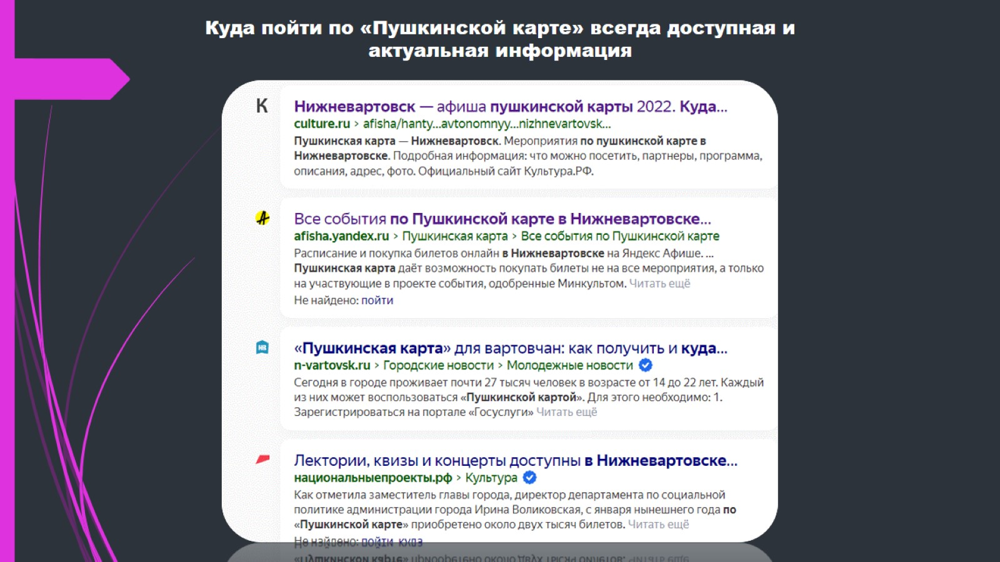 Куда пойти по «Пушкинской карте» всегда доступная и
актуальная информация
К
Нижневартовск — афиша пушкинской карты 2022. Куда...
culture.ru › afisha/hanty...avtonomnyy...nizhnevartovsk...
Пушкинская карта — Нижневартовск. Мероприятия по пушкинской карте в
Нижневартовске. Подробная информация: что можно посетить, партнеры, программа,
описания, адрес, фото. Официальный сайт Культура.РФ.
Все события по Пушкинской карте в Нижневартовске...
afisha.yandex.ru › Пушкинская карта › Все события по Пушкинской карте
Расписание и покупка билетов онлайн в Нижневартовске на Яндекс Афише. ...
Пушкинская карта даёт возможность покупать билеты не на все мероприятия, а только
на участвующие в проекте события, одобренные Минкультом. Читать ещё
Не найдено: пойти
НВ
«Пушкинская карта» для вартовчан: как получить и куда...
n-vartovsk.ru › Городские новости › Молодежные новости
Сегодня в городе проживает почти 27 тысяч человек в возрасте от 14 до 22 лет. Каждый
из них может воспользоваться «Пушкинской картой». Для этого необходимо: 1.
Зарегистрироваться на портале «Госуслуги» Читать ещё
Лектории, квизы и концерты доступны в Нижневартовске...
национальныепроекты.рф › Культура
Как отметила заместитель главы города, директор департамента по социальной
политике администрации города Ирина Воликовская, с января нынешнего года по
«Пушкинской карте» приобретено около двух тысяч билетов. Читать ещё
Не найдено: пойти куда